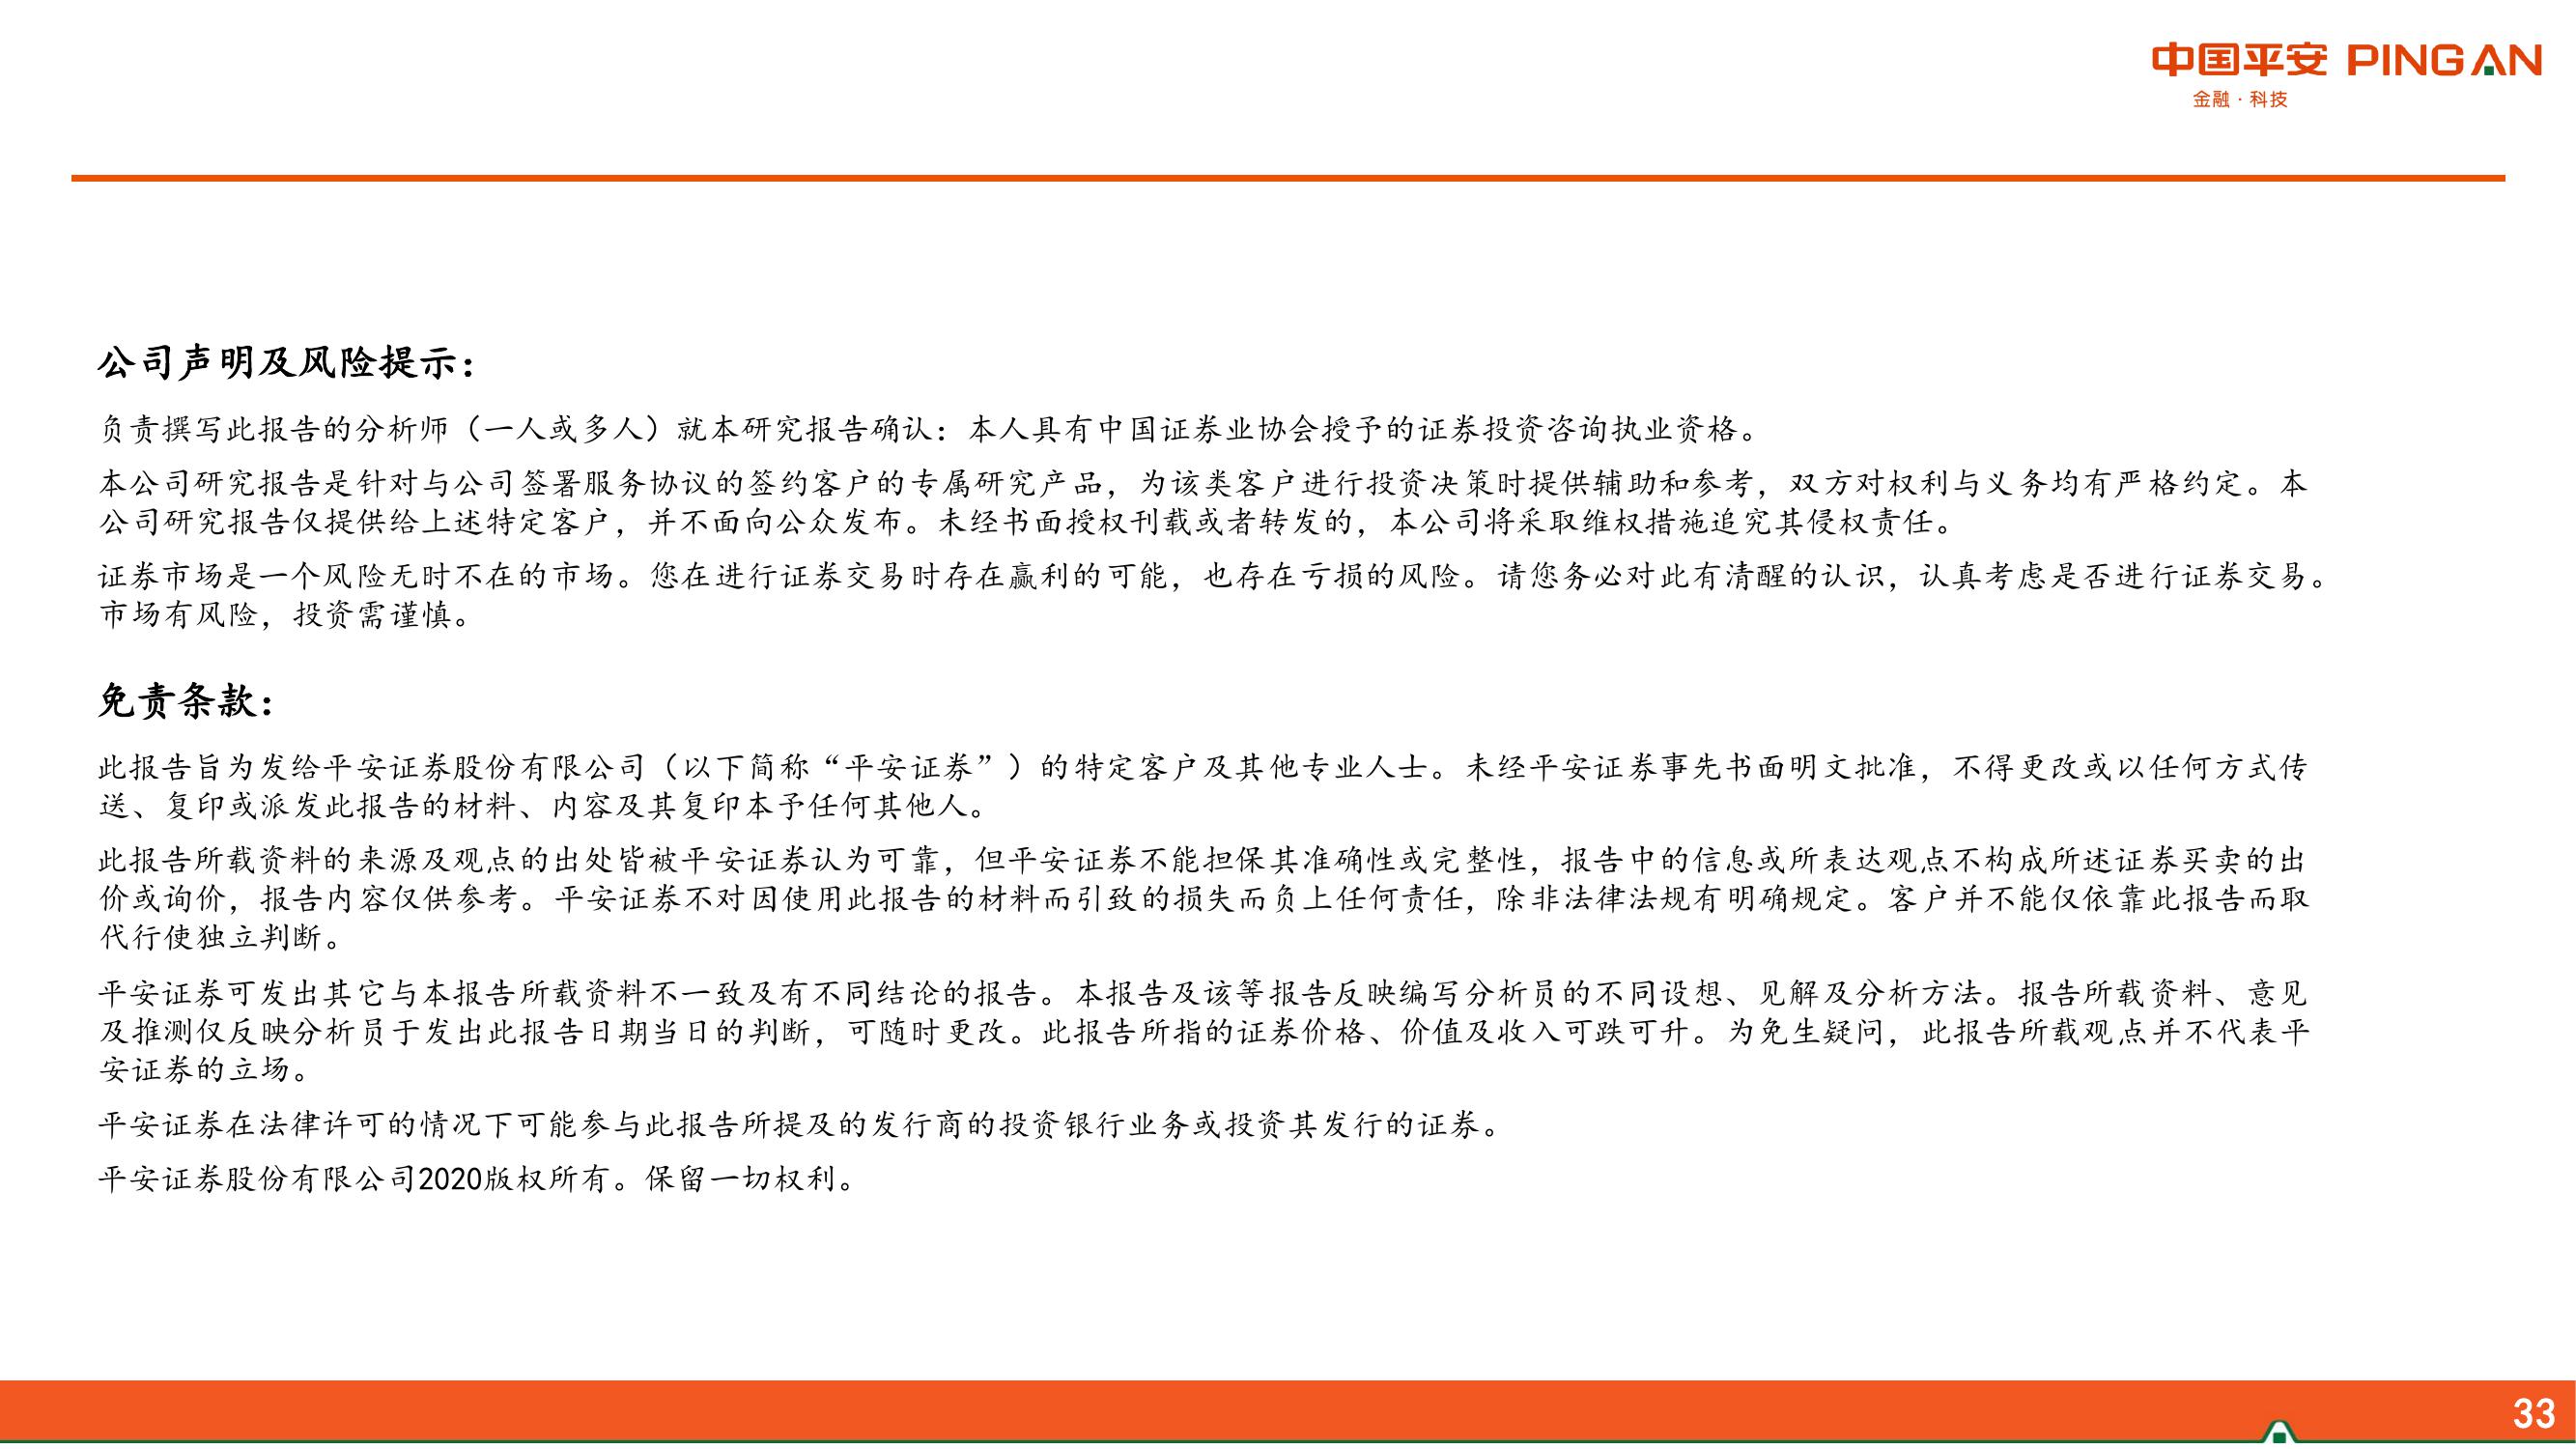 中国平安 PING AN
金融·科技
公司声明及风险提示：
负责撰写此报告的分析师（一人或多人）就本研究报告确认：本人具有中国证券业协会授予的证券投资咨询执业资格。
本公司研究报告是针对与公司签署服务协议的签约客户的专属研究产品，为该类客户进行投资决策时提供辅助和参考，双方对权利与义务均有严格约定。本
公司研究报告仅提供给上述特定客户，并不面向公众发布。未经书面授权刊载或者转发的，本公司将采取维权措施追究其侵权责任。
证券市场是一个风险无时不在的市场。您在进行证券交易时存在赢利的可能，也存在亏损的风险。请您务必对此有清醒的认识，认真考虑是否进行证券交易。
市场有风险，投资需谨慎。
免责条款：
此报告旨为发给平安证券股份有限公司（以下简称“平安证券”）的特定客户及其他专业人士。未经平安证券事先书面明文批准，不得更改或以任何方式传
送、复印或派发此报告的材料、内容及其复印本予任何其他人。
此报告所载资料的来源及观点的出处皆被平安证券认为可靠，但平安证券不能担保其准确性或完整性，报告中的信息或所表达观点不构成所述证券买卖的出
价或询价，报告内容仅供参考。平安证券不对因使用此报告的材料而引致的损失而负上任何责任，除非法律法规有明确规定。客户并不能仅依靠此报告而取
代行使独立判断。
平安证券可发出其它与本报告所载资料不一致及有不同结论的报告。本报告及该等报告反映编写分析员的不同设想、见解及分析方法。报告所载资料、意见
及推测仅反映分析员于发出此报告日期当日的判断，可随时更改。此报告所指的证券价格、价值及收入可跌可升。为免生疑问，此报告所载观点并不代表平
安证券的立场。
平安证券在法律许可的情况下可能参与此报告所提及的发行商的投资银行业务或投资其发行的证券。
平安证券股份有限公司2020版权所有。保留一切权利。
33